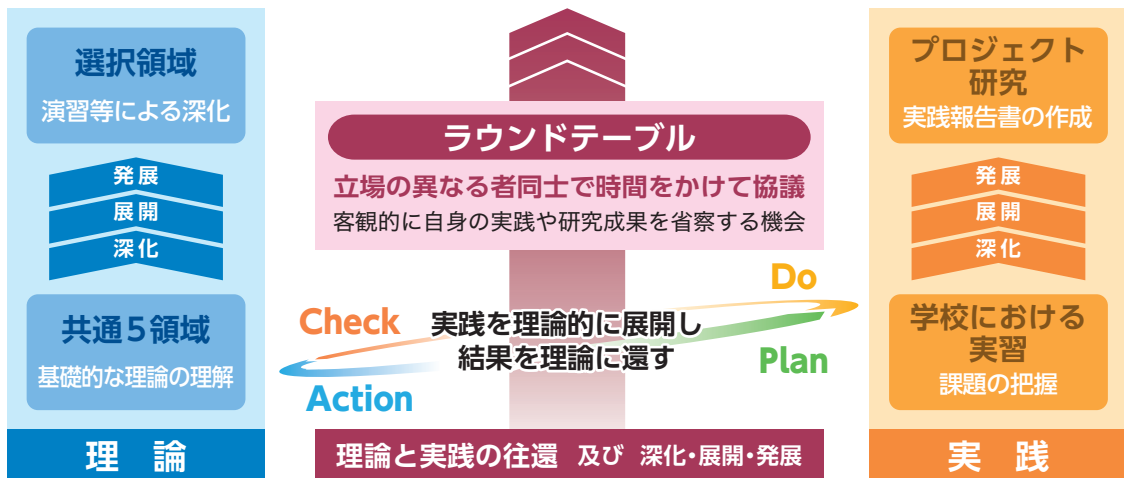 選択領域
演習等による深化
発展
展開
深化
共通5領域
基礎的な理論の理解
理 論
ラウンドテーブル
立場の異なる者同士で時間をかけて協議
客観的に自身の実践や研究成果を省察する機会
Do
Check
実践を理論的に展開し
結果を理論に還す
Plan
Action
理論と実践の往還 及び 深化・展開・発展
プロジェクト
研究
実践報告書の作成
発展
展開
深化
学校における
実習
課題の把握
実 践